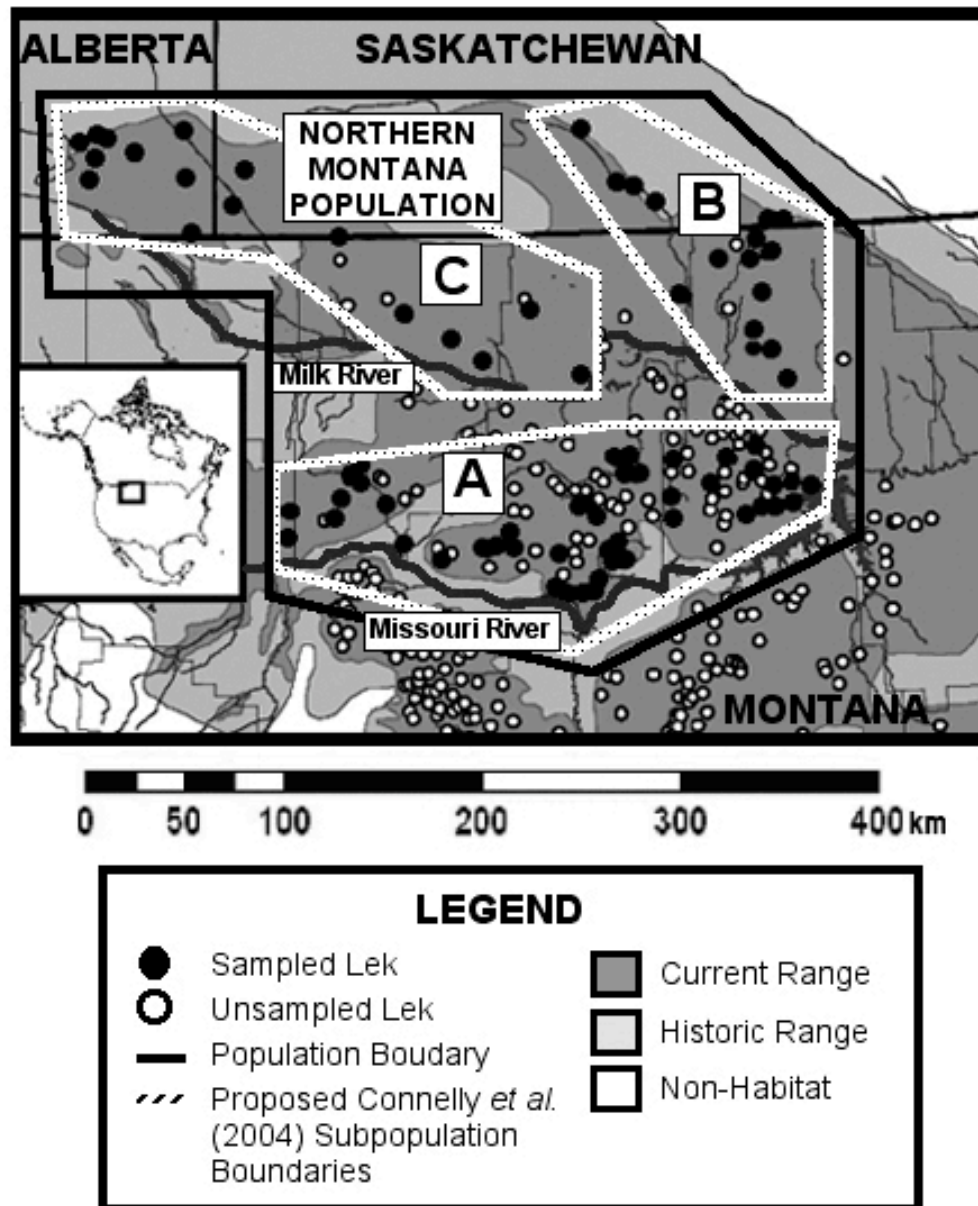 ALBERTA
SASKATCHEWAN
NORTHERN
MONTANA
POPULATION
B
C
Milk River
A
Missouri River
MONTANA
0 50 100 200 300 400 km
LEGEND
Sampled Lek
Unsampled Lek
Population Boudary
Proposed Connelly et al.
(2004) Subpopulation
Boundaries
Current Range
Historic Range
Non-Habitat